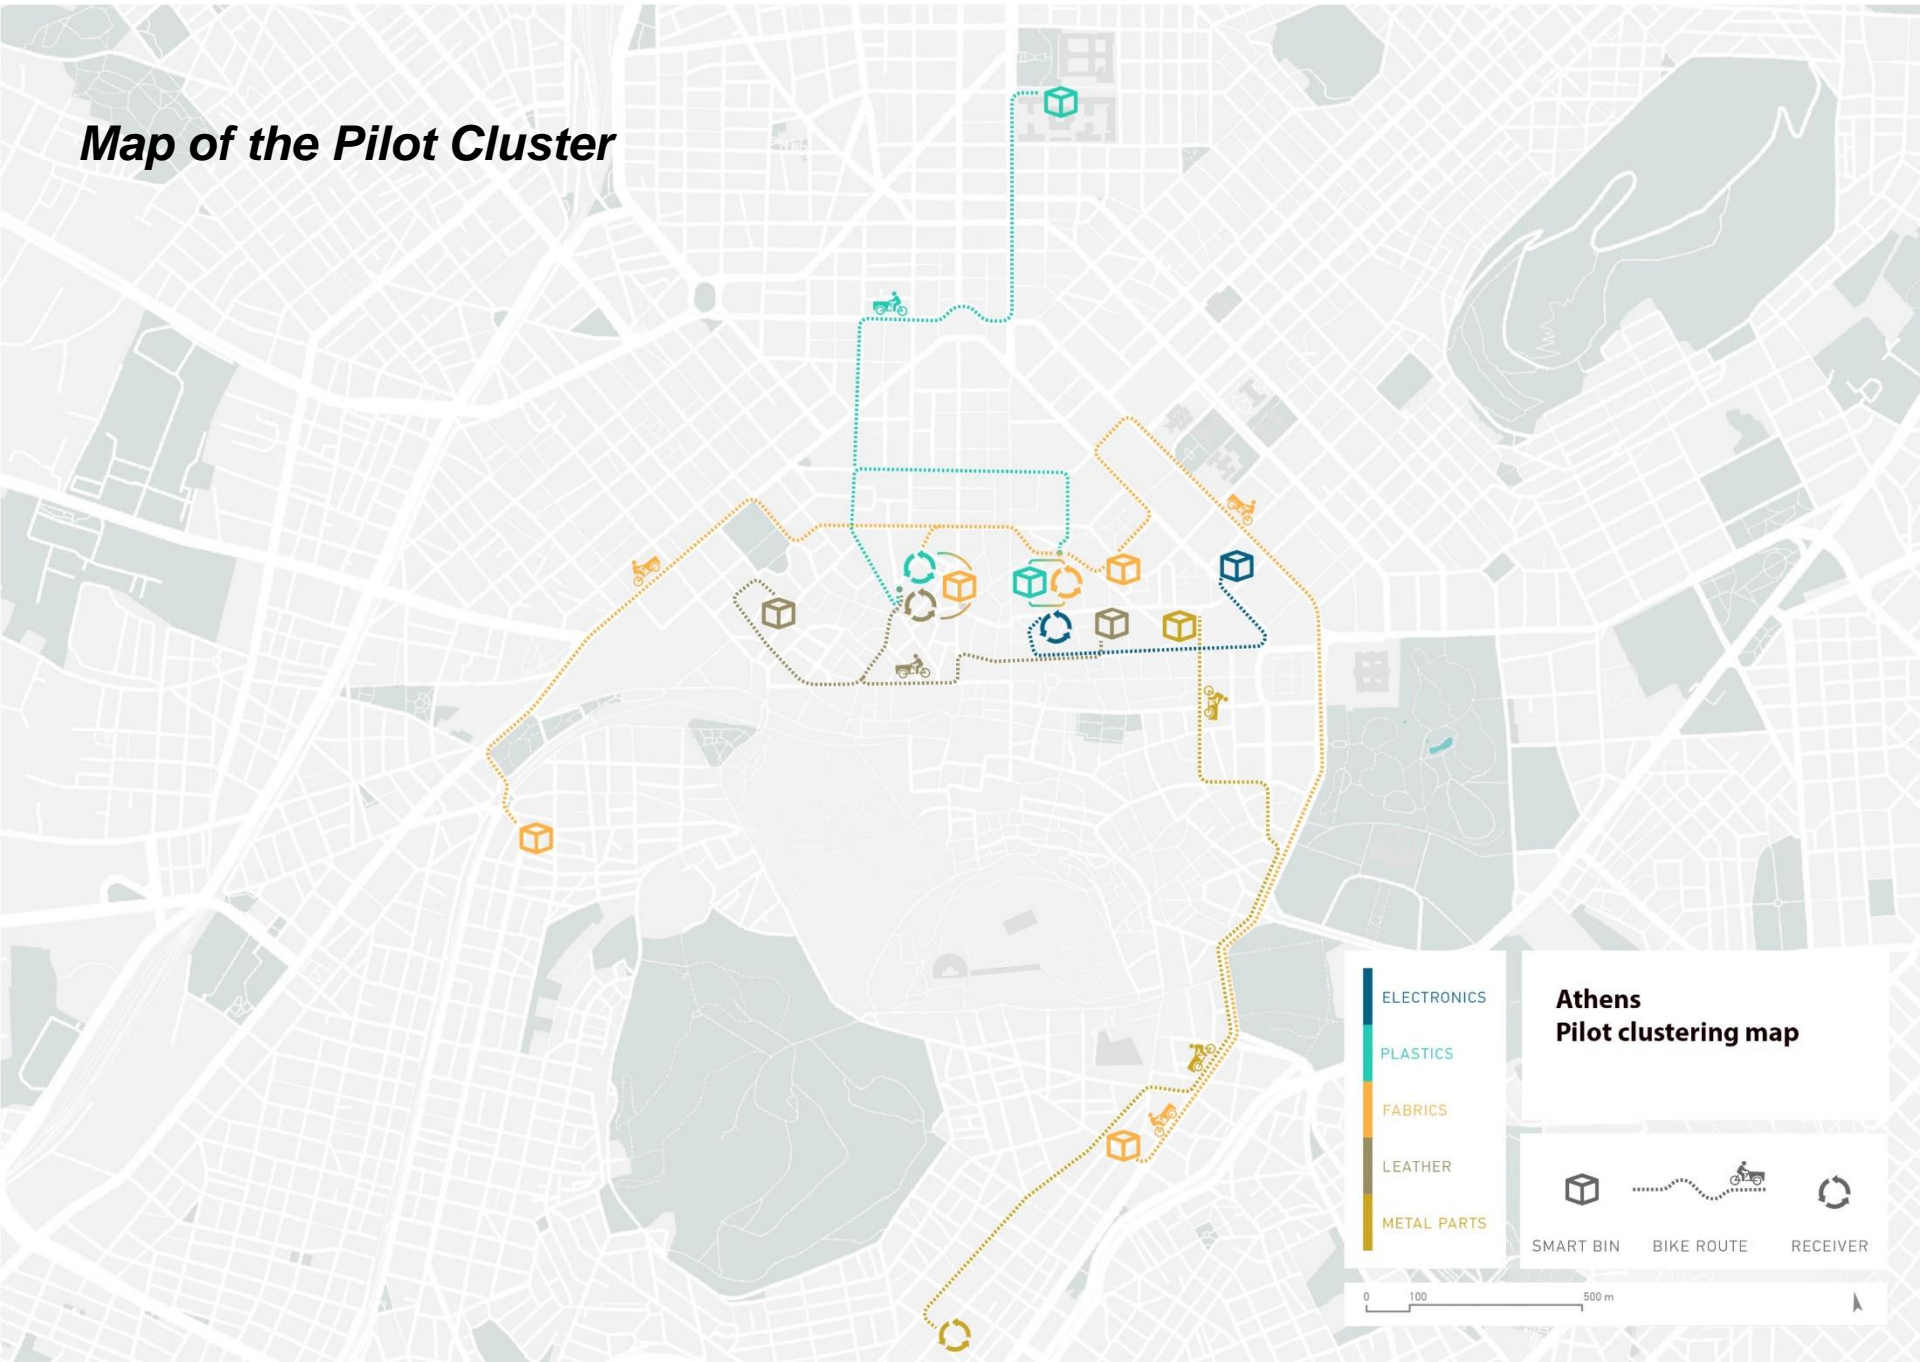 Map of the Pilot Cluster
ELECTRONICS
PLASTICS
FABRICS
LEATHER
METAL PARTS
Athens
Pilot clustering map
SMART BIN
BIKE ROUTE
RECEIVER
0 100 500 m